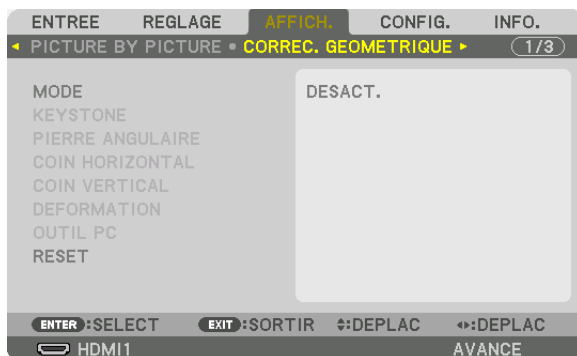 ENTREE REGLAGE AFFICH. CONFIG. INFO.
PICTURE BY PICTURE • CORREC. GEOMETRIQUE 1/3
MODE DESACT.
KEYSTONE
PIERRE ANGULAIRE
COIN HORIZONTAL
COIN VERTICAL
DEFORMATION
OUTIL PC
RESET
ENTER :SELECT EXIT :SORTIR :DEPLAC :DEPLAC
HDMI1 AVANCE